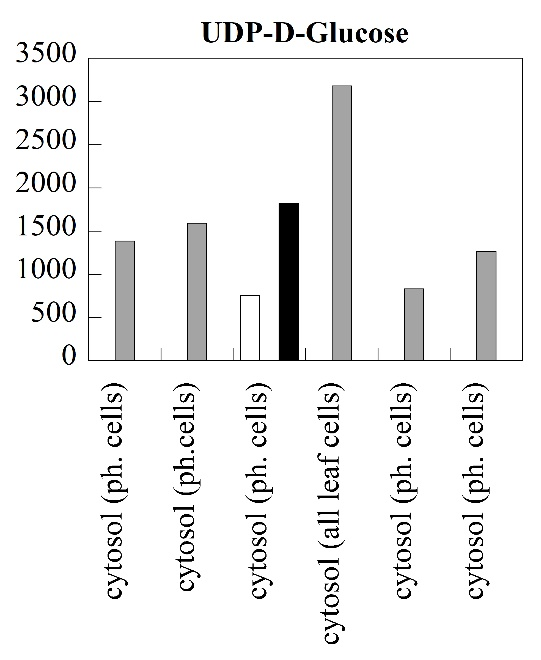 UDP-D-Glucose
3500
3000
2500
2000
1500
1000
500
0
cytosol (ph. cells)
cytosol (ph.cells)
cytosol (ph. cells)
cytosol (all leaf cells)
cytosol (ph. cells)
cytosol (ph. cells)